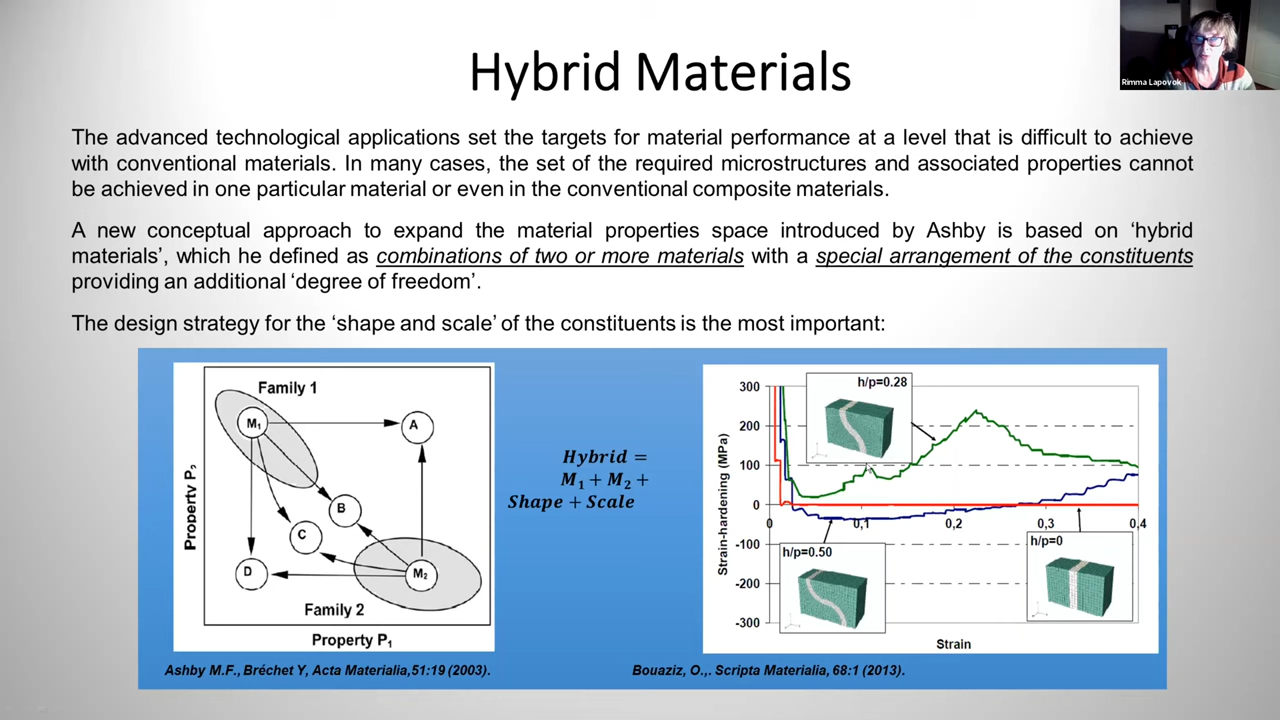 Hybrid Materials
Rimma Lapovok
The advanced technological applications set the targets for material performance at a level that is difficult to achieve
with conventional materials. In many cases, the set of the required microstructures and associated properties cannot
be achieved in one particular material or even in the conventional composite materials.
A new conceptual approach to expand the material properties space introduced by Ashby is based on ‘hybrid
materials’, which he defined as combinations of two or more materials with a special arrangement of the constituents
providing an additional ‘degree of freedom’.
The design strategy for the ‘shape and scale’ of the constituents is the most important:
Family 1
M₁
A
B
C
D
M₂
Family 2
Property P₂
Property P₁
Hybrid =
M₁ + M₂ +
Shape + Scale
Strain-hardening (MPa)
300
200
100
0
-100
-200
-300
0
0,1
0,2
0,3
0,4
h/p=0.28
h/p=0.50
h/p=0
Strain
Ashby M.F., Bréchet Y, Acta Materialia,51:19 (2003).
Bouaziz, O.,. Scripta Materialia, 68:1 (2013).